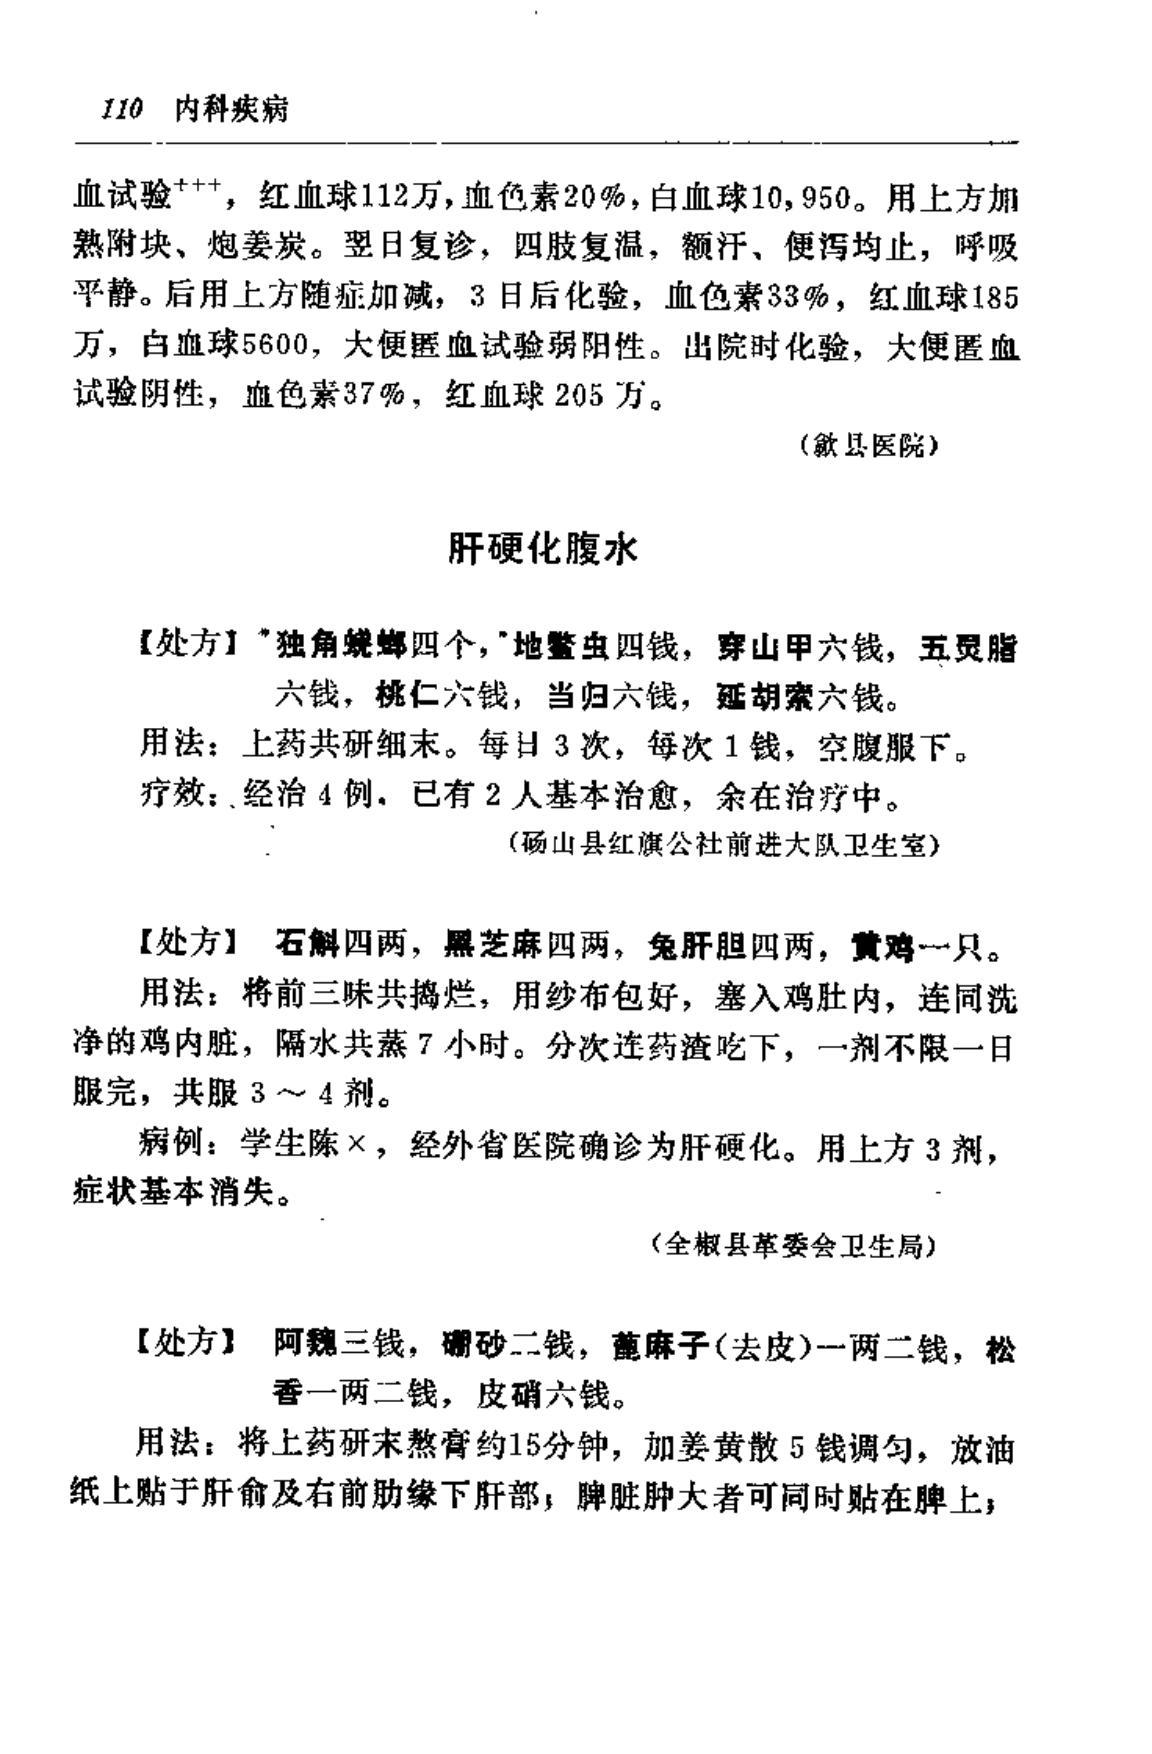 110 内科疾病
血试验+++，红血球112万，血色素20%，白血球10,950。用上方加
熟附块、炮姜炭。翌日复诊，四肢复温，额汗、便泻均止，呼吸
平静。后用上方随症加减，3日后化验，血色素33%，红血球185
万，白血球5600，大便匿血试验弱阳性。出院时化验，大便匿血
试验阴性，血色素37%，红血球205万。
（歙县医院）
肝硬化腹水
【处方】*独角蜣螂四个，*地鳖虫四钱，穿山甲六钱，五灵脂
六钱，桃仁六钱，当归六钱，延胡索六钱。
用法：上药共研细末。每日3次，每次1钱，空腹服下。
疗效：经治4例，已有2人基本治愈，余在治疗中。
（砀山县红旗公社前进大队卫生室）
【处方】石斛四两，黑芝麻四两，兔肝胆四两，黄鸡一只。
用法：将前三味共捣烂，用纱布包好，塞入鸡肚内，连同洗
净的鸡内脏，隔水共蒸7小时。分次连药渣吃下，一剂不限一日
服完，共服3～4剂。
病例：学生陈×，经外省医院确诊为肝硬化。用上方3剂，
症状基本消失。
（全椒县革委会卫生局）
【处方】阿魏三钱，硼砂二钱，蓖麻子(去皮)一两二钱，松
香一两二钱，皮硝六钱。
用法：将上药研末熬膏约15分钟，加姜黄散5钱调匀，放油
纸上贴于肝俞及右前肋缘下肝部；脾脏肿大者可同时贴在脾上；